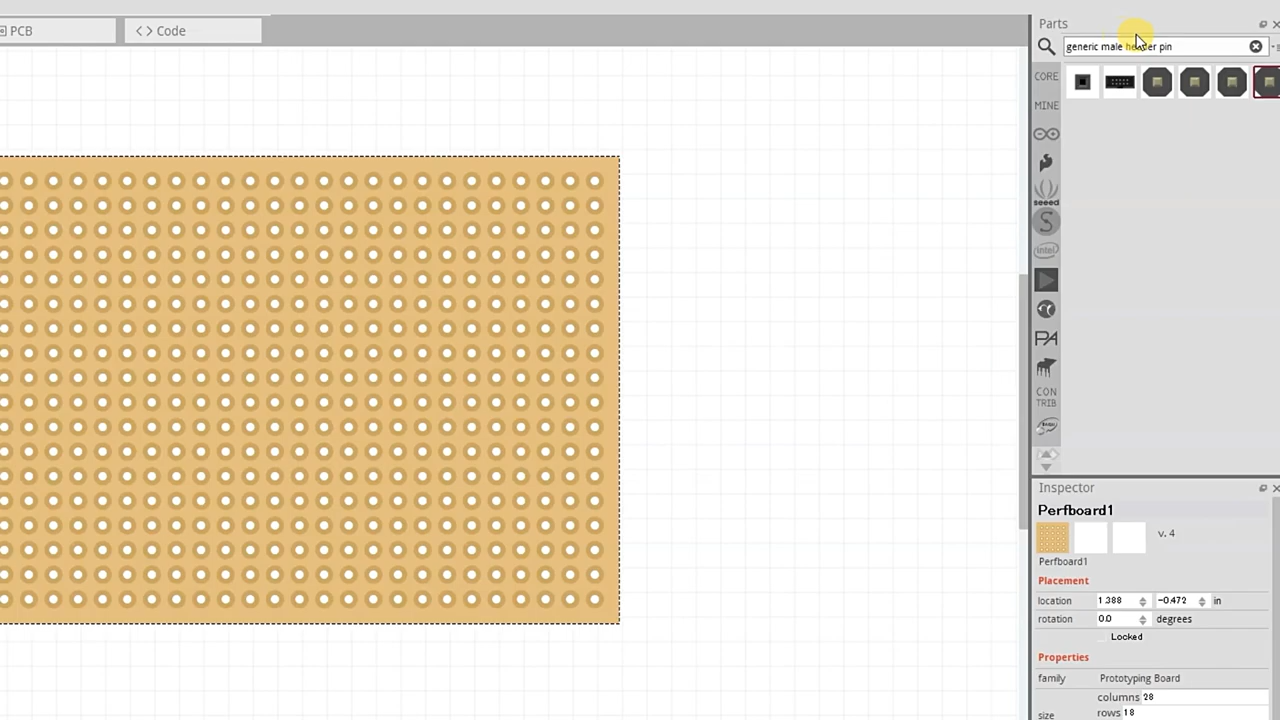 PCB
Code
Parts
generic male header pin
CORE
MINE
seeed
intel
PA
CON
TRIB
Inspector
Perfboard1
v. 4
Perfboard1
Placement
location 1.388 -0.472 in
rotation 0.0 degrees
Locked
Properties
family Prototyping Board
columns 28
size rows 18